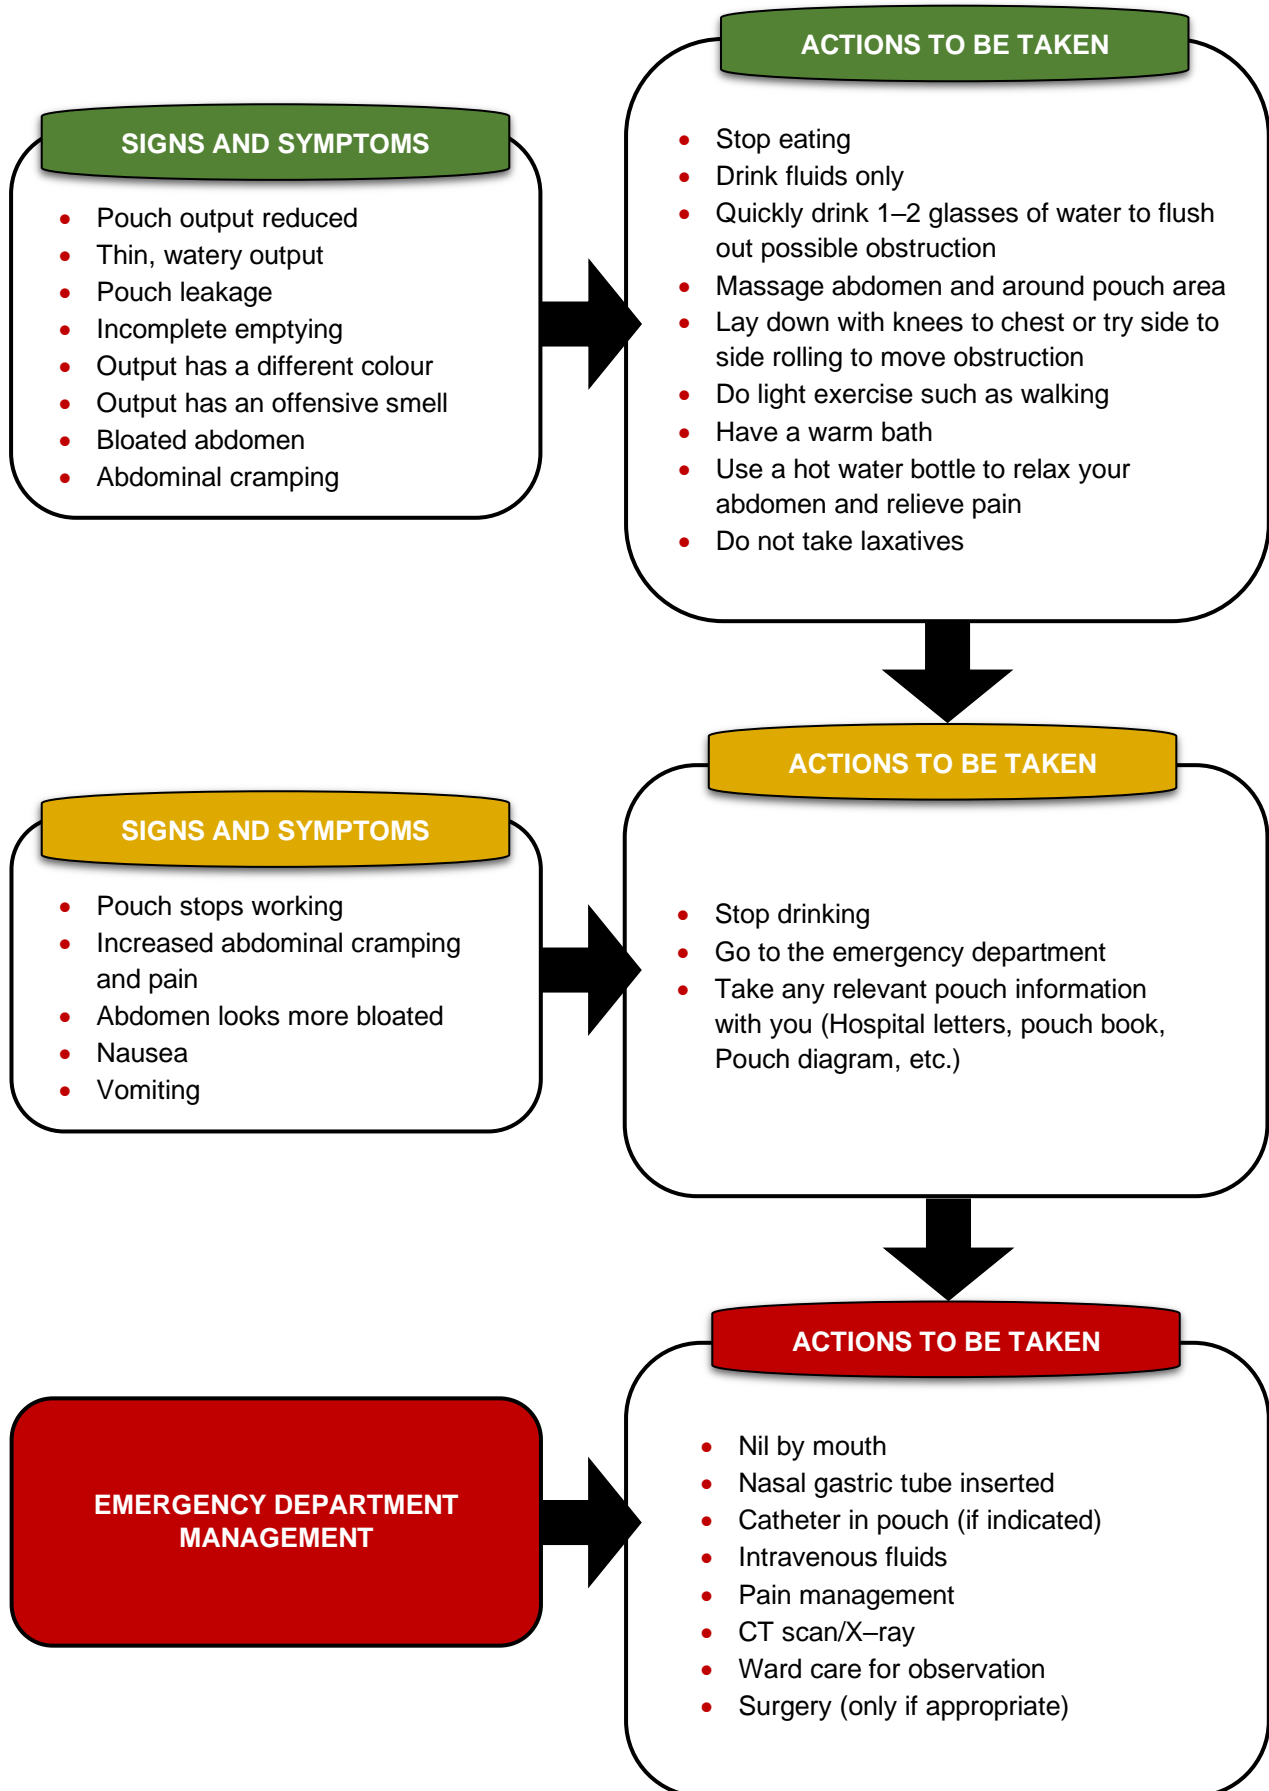 SIGNS AND SYMPTOMS
• Pouch output reduced
• Thin, watery output
• Pouch leakage
• Incomplete emptying
• Output has a different colour
• Output has an offensive smell
• Bloated abdomen
• Abdominal cramping
ACTIONS TO BE TAKEN
• Stop eating
• Drink fluids only
• Quickly drink 1–2 glasses of water to flush
out possible obstruction
• Massage abdomen and around pouch area
• Lay down with knees to chest or try side to
side rolling to move obstruction
• Do light exercise such as walking
• Have a warm bath
• Use a hot water bottle to relax your
abdomen and relieve pain
• Do not take laxatives
SIGNS AND SYMPTOMS
• Pouch stops working
• Increased abdominal cramping
and pain
• Abdomen looks more bloated
• Nausea
• Vomiting
ACTIONS TO BE TAKEN
• Stop drinking
• Go to the emergency department
• Take any relevant pouch information
with you (Hospital letters, pouch book,
Pouch diagram, etc.)
EMERGENCY DEPARTMENT
MANAGEMENT
ACTIONS TO BE TAKEN
• Nil by mouth
• Nasal gastric tube inserted
• Catheter in pouch (if indicated)
• Intravenous fluids
• Pain management
• CT scan/X–ray
• Ward care for observation
• Surgery (only if appropriate)